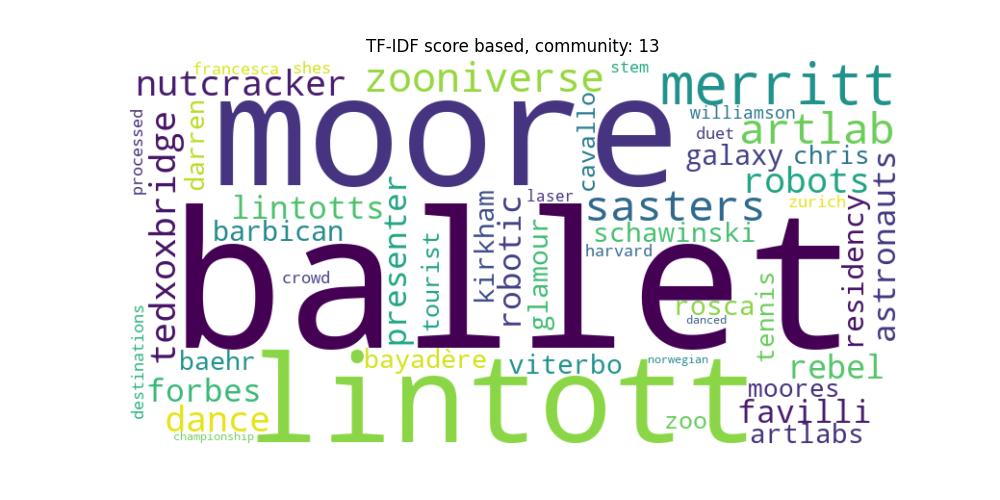 TF-IDF score based, community: 13
francesca
shes
nutcracker
zooniverse
stem
merritt
processed
tedxoxbridge
darren
moore
cavallo
williamson
duet
artlab
galaxy
chris
robots
astronauts
lintotts
barbican
presenter
tourist
kirkham
robotic
laser
glamour
sasters
schawinski
harvard
zurich
residency
crowd
ballet
rosca
danced
tennis
destinations
baehr
bayadère
viterbo
norwegian
rebel
forbes
dance
championship
lintott
zoo
moores
favilli
artlabs